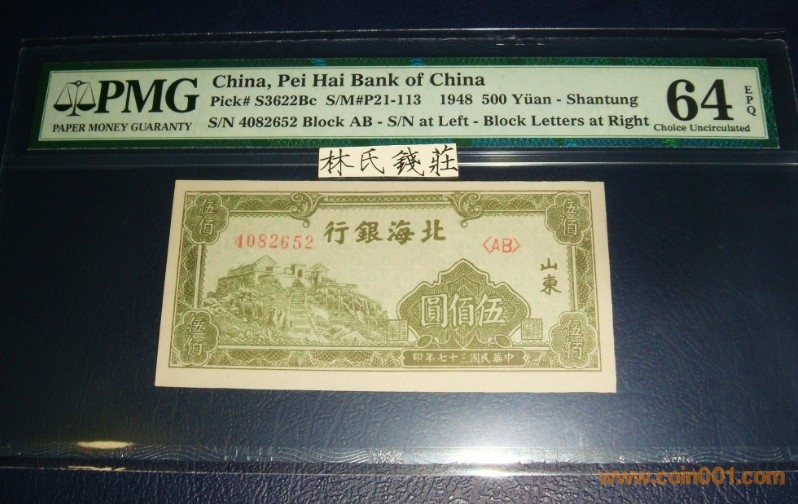 PMG
PAPER MONEY GUARANTY
China, Pei Hai Bank of China
Pick# S3622Bc S/M#P21-113 1948 500 Yüan - Shantung
S/N 4082652 Block AB - S/N at Left - Block Letters at Right
64
EPQ
Choice Uncirculated
林氏錢莊
伍佰
伍佰
行銀海北
4082652
<AB>
山東
圓佰伍
伍佰
伍佰
印年七十三國民華中
www.coin001.com